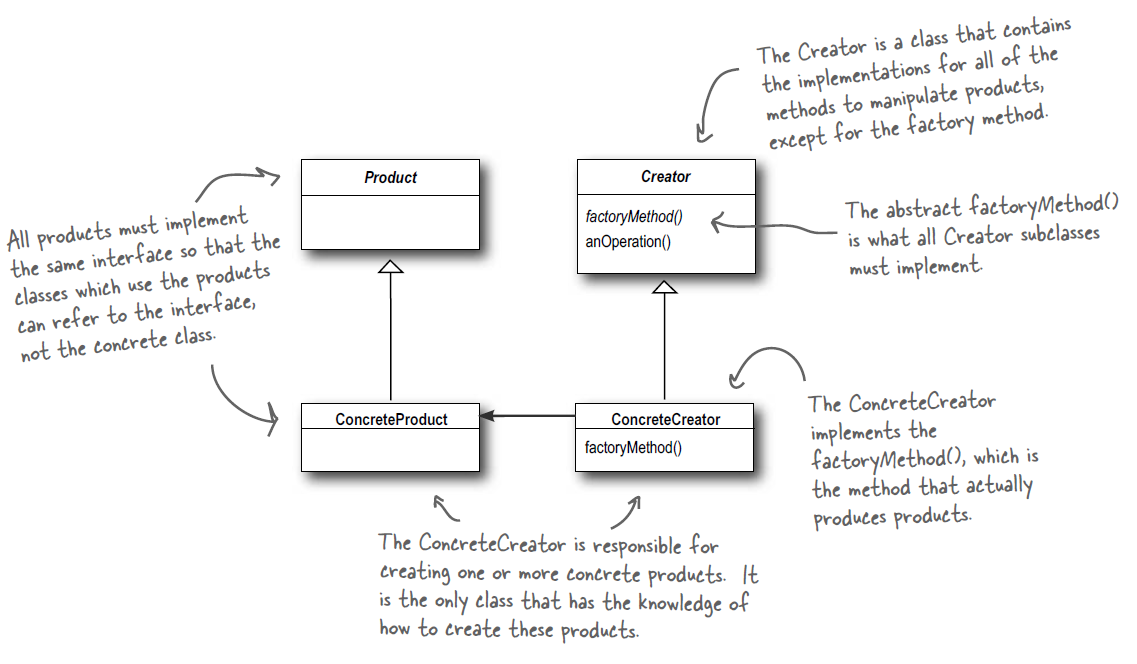 The Creator is a class that contains
the implementations for all of the
methods to manipulate products,
except for the factory method.
Product
Creator
factoryMethod()
anOperation()
The abstract factoryMethod()
is what all Creator subclasses
must implement.
All products must implement
the same interface so that the
classes which use the products
can refer to the interface,
not the concrete class.
ConcreteProduct
ConcreteCreator
factoryMethod()
The ConcreteCreator
implements the
factoryMethod(), which is
the method that actually
produces products.
The ConcreteCreator is responsible for
creating one or more concrete products. It
is the only class that has the knowledge of
how to create these products.